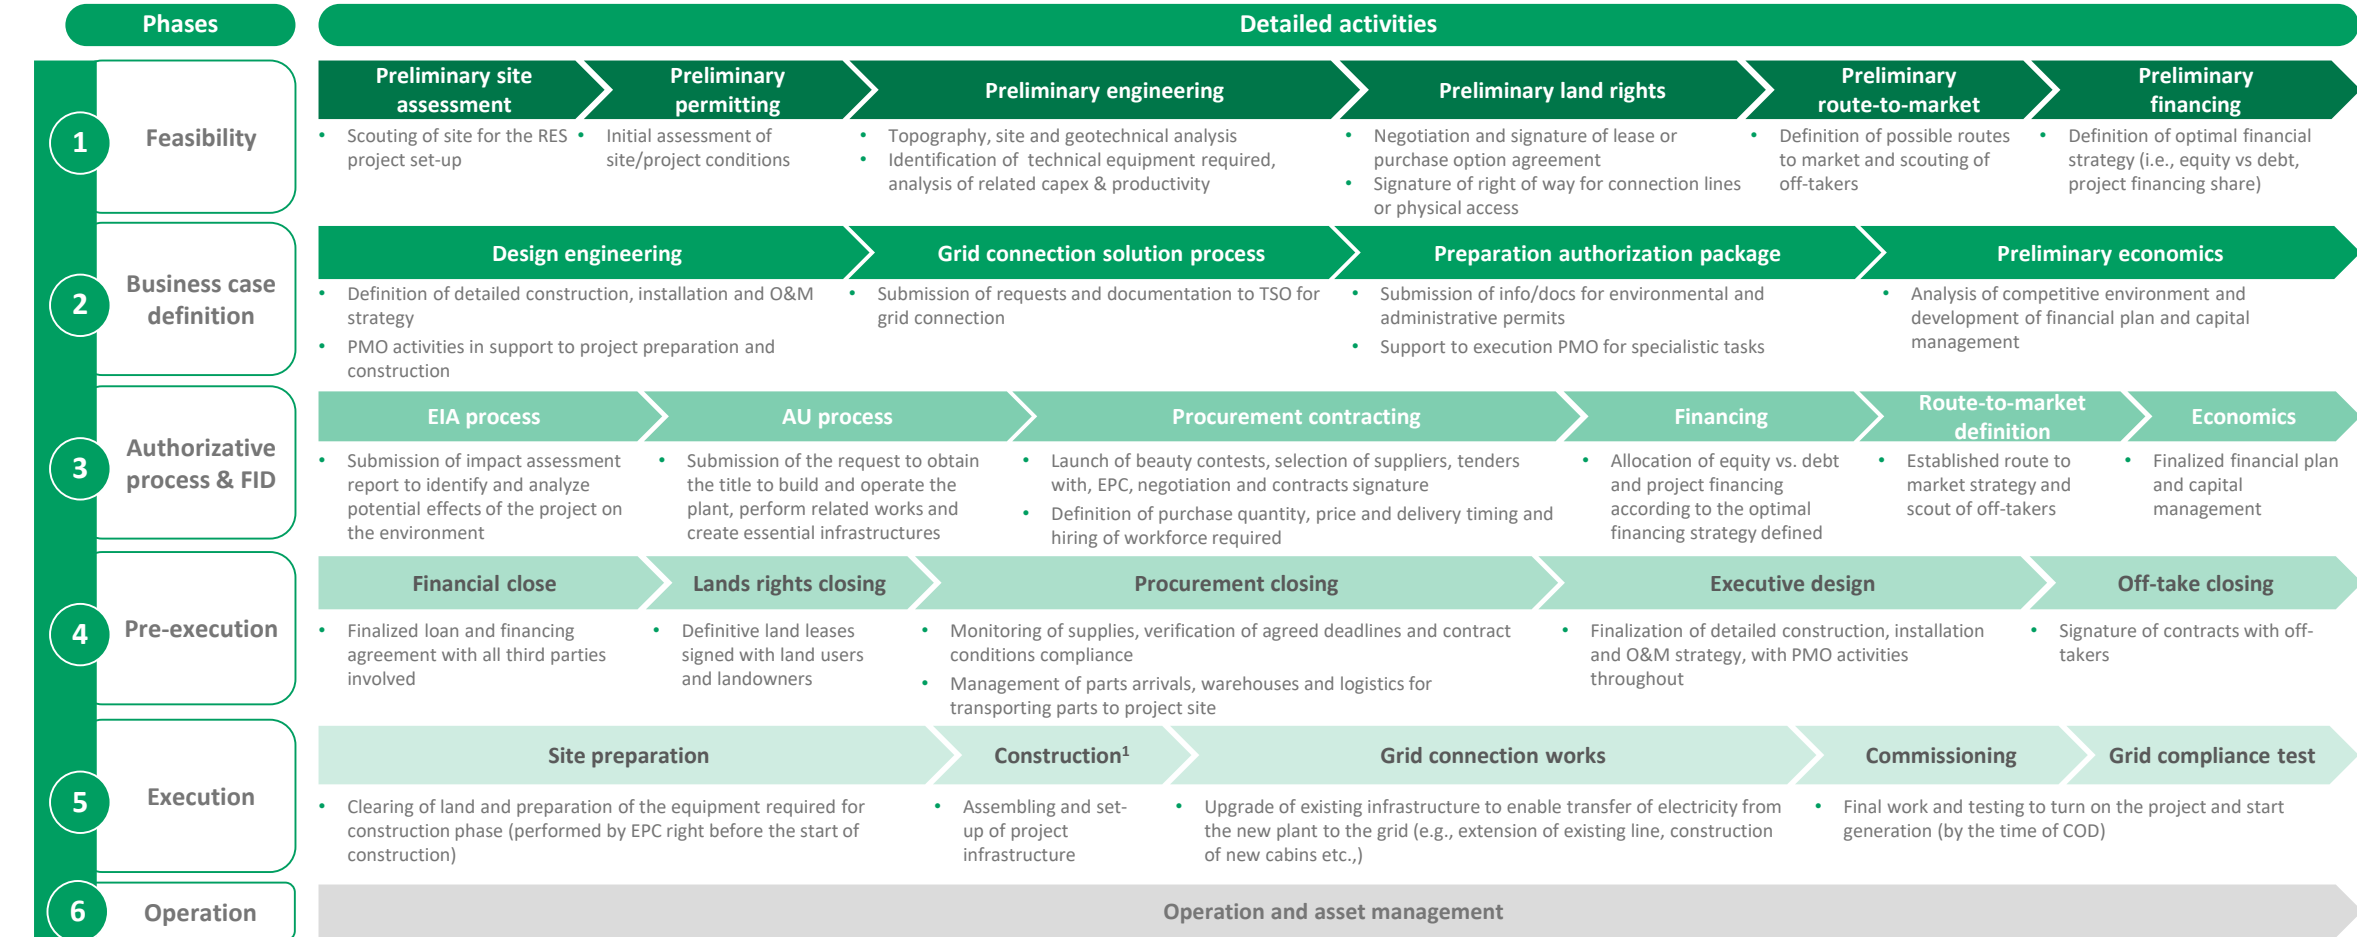 Phases
Detailed activities
1
Feasibility
Preliminary site
assessment
• Scouting of site for the RES
project set-up
Preliminary
permitting
• Initial assessment of
site/project conditions
Preliminary engineering
• Topography, site and geotechnical analysis
• Identification of technical equipment required,
analysis of related capex & productivity
Preliminary land rights
• Negotiation and signature of lease or
purchase option agreement
• Signature of right of way for connection lines
or physical access
Preliminary
route-to-market
• Definition of possible routes
to market and scouting of
off-takers
Preliminary
financing
• Definition of optimal financial
strategy (i.e., equity vs debt,
project financing share)
2
Business case
definition
Design engineering
• Definition of detailed construction, installation and O&M
strategy
• PMO activities in support to project preparation and
construction
Grid connection solution process
• Submission of requests and documentation to TSO for
grid connection
Preparation authorization package
• Submission of info/docs for environmental and
administrative permits
• Support to execution PMO for specialistic tasks
Preliminary economics
• Analysis of competitive environment and
development of financial plan and capital
management
3
Authorizative
process & FID
EIA process
• Submission of impact assessment
report to identify and analyze
potential effects of the project on
the environment
AU process
• Submission of the request to obtain
the title to build and operate the
plant, perform related works and
create essential infrastructures
Procurement contracting
• Launch of beauty contests, selection of suppliers, tenders
with, EPC, negotiation and contracts signature
• Definition of purchase quantity, price and delivery timing and
hiring of workforce required
Financing
• Allocation of equity vs. debt
and project financing
according to the optimal
financing strategy defined
Route-to-market
definition
• Established route to
market strategy and
scout of off-takers
Economics
• Finalized financial plan
and capital
management
4
Pre-execution
Financial close
• Finalized loan and financing
agreement with all third parties
involved
Lands rights closing
• Definitive land leases
signed with land users
and landowners
Procurement closing
• Monitoring of supplies, verification of agreed deadlines and contract
conditions compliance
• Management of parts arrivals, warehouses and logistics for
transporting parts to project site
Executive design
• Finalization of detailed construction, installation
and O&M strategy, with PMO activities
throughout
Off-take closing
• Signature of contracts with off-
takers
5
Execution
Site preparation
• Clearing of land and preparation of the equipment required for
construction phase (performed by EPC right before the start of
construction)
Construction¹
• Assembling and set-
up of project
infrastructure
Grid connection works
• Upgrade of existing infrastructure to enable transfer of electricity from
the new plant to the grid (e.g., extension of existing line, construction
of new cabins etc.,)
Commissioning
Grid compliance test
• Final work and testing to turn on the project and start
generation (by the time of COD)
6
Operation
Operation and asset management